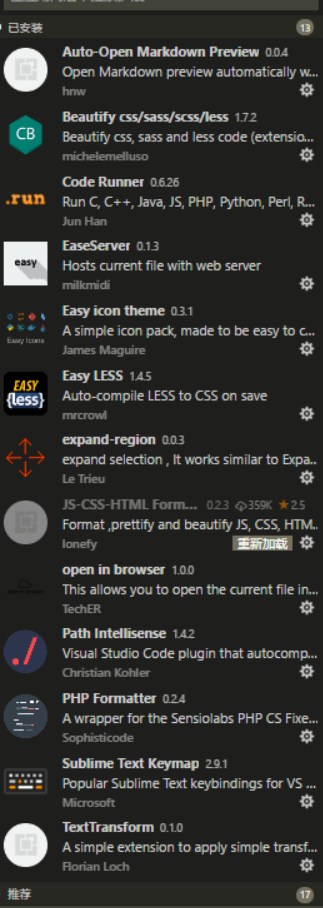 已安装 13
Auto-Open Markdown Preview 0.0.4
Open Markdown preview automatically w...
hnw
CB
Beautify css/sass/scss/less 1.7.2
Beautify css, sass and less code (extensio...
michelemelluso
.run
Code Runner 0.6.26
Run C, C++, Java, JS, PHP, Python, Perl, R...
Jun Han
easy
EaseServer 0.1.3
Hosts current file with web server
milkmidi
Easy Icons
Easy icon theme 0.3.1
A simple icon pack, made to be easy to c...
James Maguire
EASY
{less}
Easy LESS 1.4.5
Auto-compile LESS to CSS on save
mrcrowl
expand-region 0.0.3
expand selection , It works similar to Expa...
Le Trieu
JS-CSS-HTML Form... 0.2.3 359K 2.5
Format ,prettify and beautify JS, CSS, HTM...
lonefy 重新加载
open in browser 1.0.0
This allows you to open the current file in...
TechER
Path Intellisense 1.4.2
Visual Studio Code plugin that autocomp...
Christian Kohler
PHP Formatter 0.2.4
A wrapper for the Sensiolabs PHP CS Fixe...
Sophisticode
Sublime Text Keymap 2.9.1
Popular Sublime Text keybindings for VS ...
Microsoft
TextTransform 0.1.0
A simple extension to apply simple transf...
Florian Loch
推荐 17